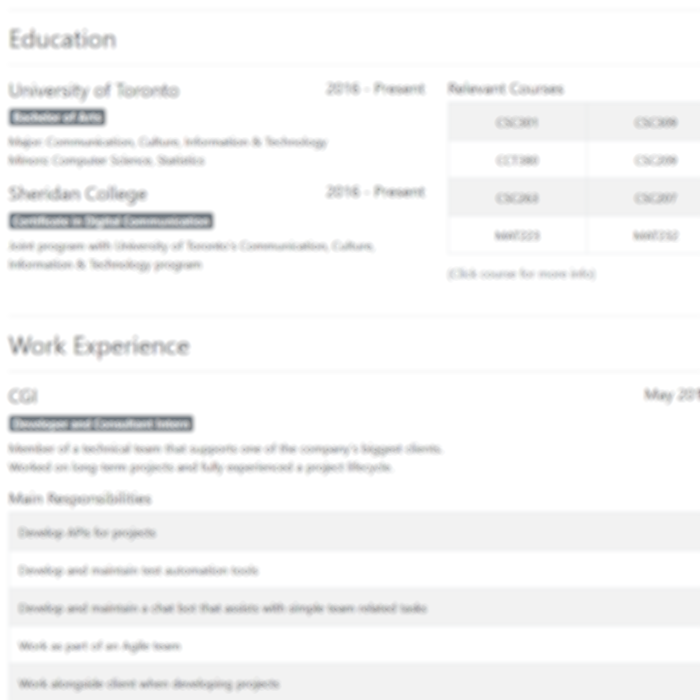 Education
University of Toronto 2016 - Present
Bachelor of Arts
Major: Communication, Culture, Information & Technology
Minors: Computer Science, Statistics
Sheridan College 2016 - Present
Certificate in Digital Communication
Joint program with University of Toronto's Communication, Culture,
Information & Technology program
Relevant Courses
CSC301 CSC309
CCT380 CSC209
CSC263 CSC207
MAT223 MAT232
(Click course for more info)
Work Experience
CGI May 201
Developer and Consultant Intern
Member of a technical team that supports one of the company's biggest clients.
Worked on long-term projects and fully experienced a project lifecycle.
Main Responsibilities
Develop APIs for projects
Develop and maintain test automation tools
Develop and maintain a chat bot that assists with simple team related tasks
Work as part of an Agile team
Work alongside client when developing projects